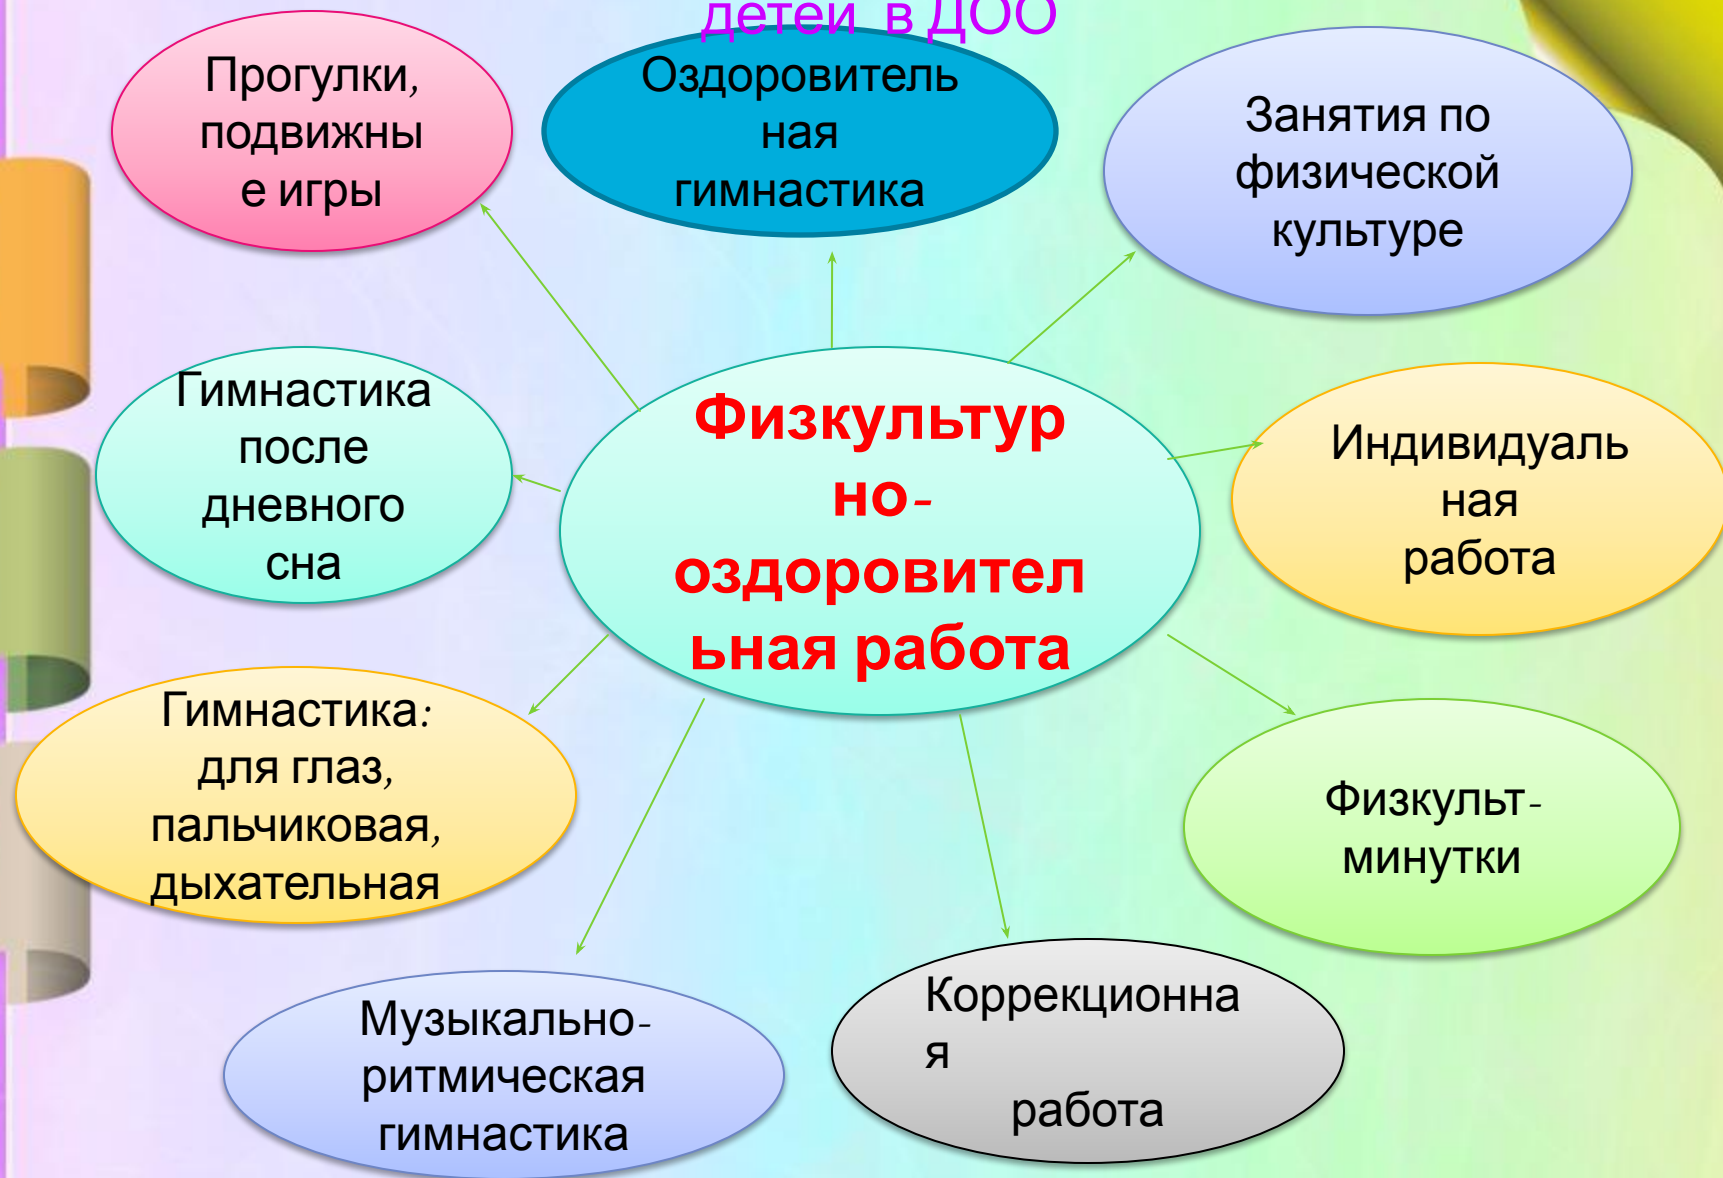 детей в ДОО
Прогулки,
подвижны
е игры
Оздоровитель
ная
гимнастика
Занятия по
физической
культуре
Гимнастика
после
дневного
сна
Физкультур
но-
оздоровител
ьная работа
Индивидуаль
ная
работа
Гимнастика:
для глаз,
пальчиковая,
дыхательная
Физкульт-
минутки
Музыкально-
ритмическая
гимнастика
Коррекционна
я
работа